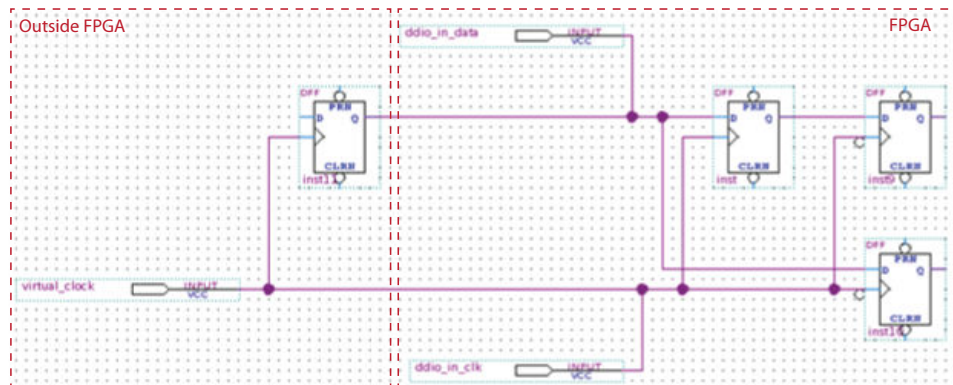 Outside FPGA
FPGA
ddio_in_data
INPUT
VCC
DFF
PRN
D
Q
CLRN
inst11
DFF
PRN
D
Q
CLRN
inst
DFF
PRN
D
Q
CLRN
inst9
virtual_clock
INPUT
VCC
DFF
PRN
D
Q
CLRN
inst10
ddio_in_clk
INPUT
VCC